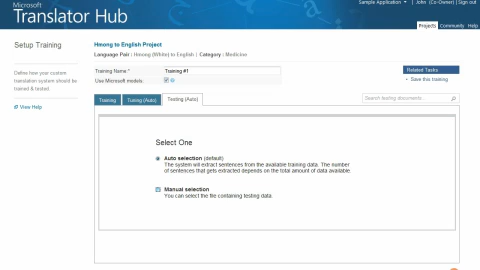 Microsoft
Translator Hub
Sample Application ▾ | John (Co-Owner) | Sign out
Projects Community Help
Setup Training
Define how your custom
translation system should be
trained & tested.
View Help
Hmong to English Project
Language Pair : Hmong (White) to English | Category : Medicine
Training Name:* Training #1
Use Microsoft models:
Related Tasks
Save this training
Training Tuning (Auto) Testing (Auto)
Search testing documents...
Select One
Auto selection (default)
The system will extract sentences from the available training data. The number
of sentences that gets extracted depends on the total amount of data available
Manual selection
You can select the file containing testing data